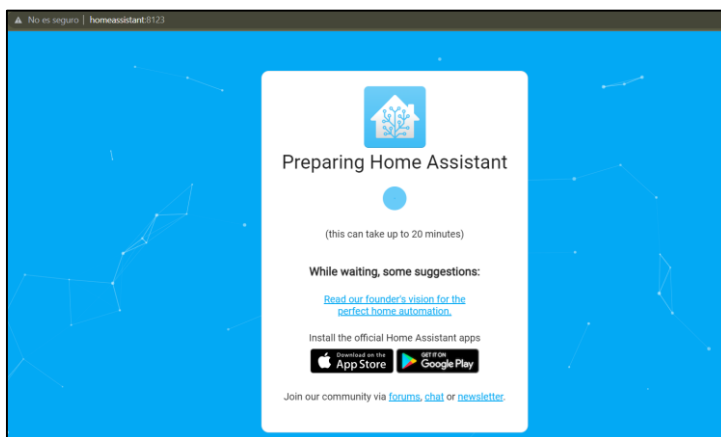 No es seguro | homeassistant:8123
Preparing Home Assistant
(this can take up to 20 minutes)
While waiting, some suggestions:
Read our founder's vision for the
perfect home automation.
Install the official Home Assistant apps
Download on the
App Store
GET IT ON
Google Play
Join our community via forums, chat or newsletter.